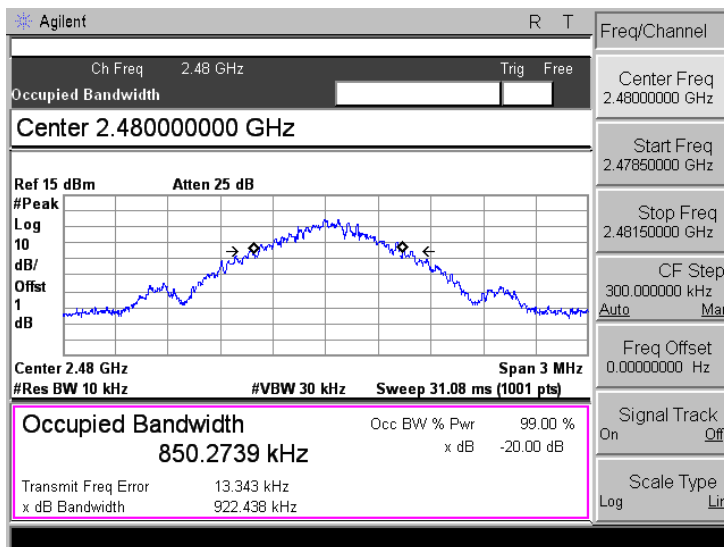 Agilent R T
Ch Freq 2.48 GHz Trig Free
Occupied Bandwidth
Center 2.480000000 GHz
Ref 15 dBm Atten 25 dB
#Peak
Log
10
dB/
Offst
1
dB
Center 2.48 GHz Span 3 MHz
#Res BW 10 kHz #VBW 30 kHz Sweep 31.08 ms (1001 pts)
Occupied Bandwidth Occ BW % Pwr 99.00 %
850.2739 kHz x dB -20.00 dB
Transmit Freq Error 13.343 kHz
x dB Bandwidth 922.438 kHz
Freq/Channel
Center Freq
2.48000000 GHz
Start Freq
2.47850000 GHz
Stop Freq
2.48150000 GHz
CF Step
300.000000 kHz
Auto Man
Freq Offset
0.00000000 Hz
Signal Track
On Off
Scale Type
Log Lin